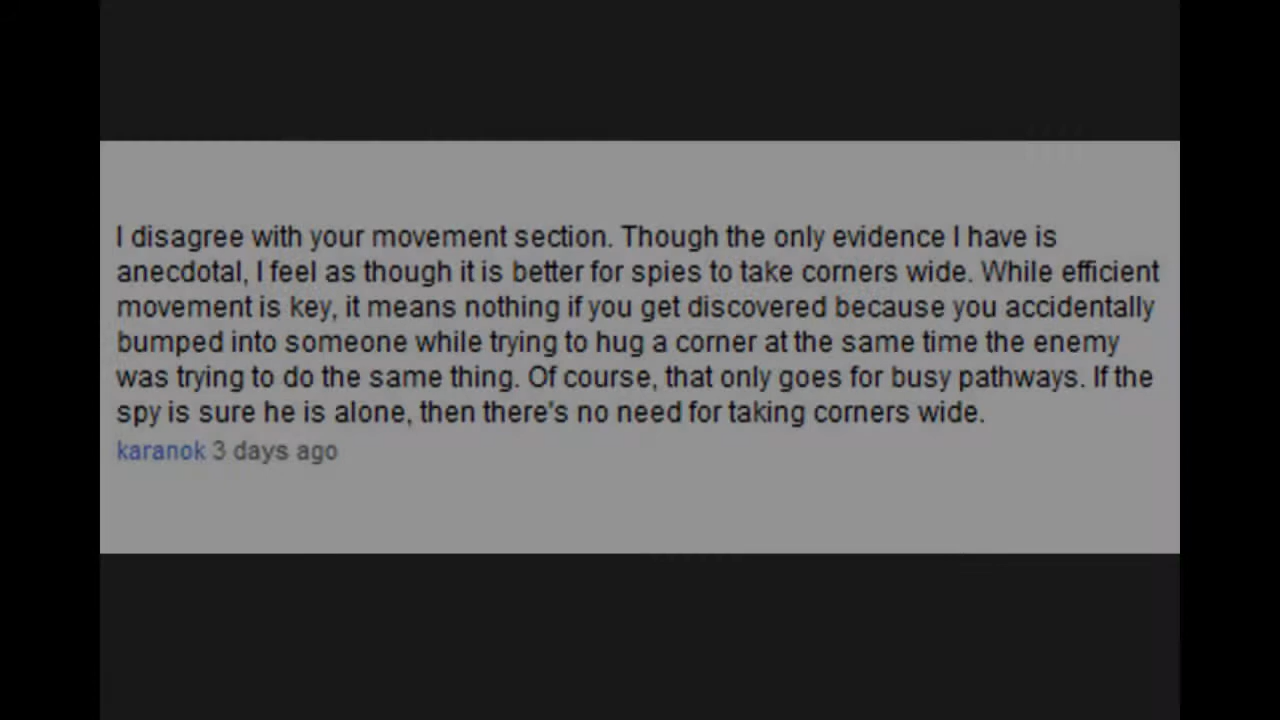 I disagree with your movement section. Though the only evidence I have is
anecdotal, I feel as though it is better for spies to take corners wide. While efficient
movement is key, it means nothing if you get discovered because you accidentally
bumped into someone while trying to hug a corner at the same time the enemy
was trying to do the same thing. Of course, that only goes for busy pathways. If the
spy is sure he is alone, then there's no need for taking corners wide.
karanok 3 days ago